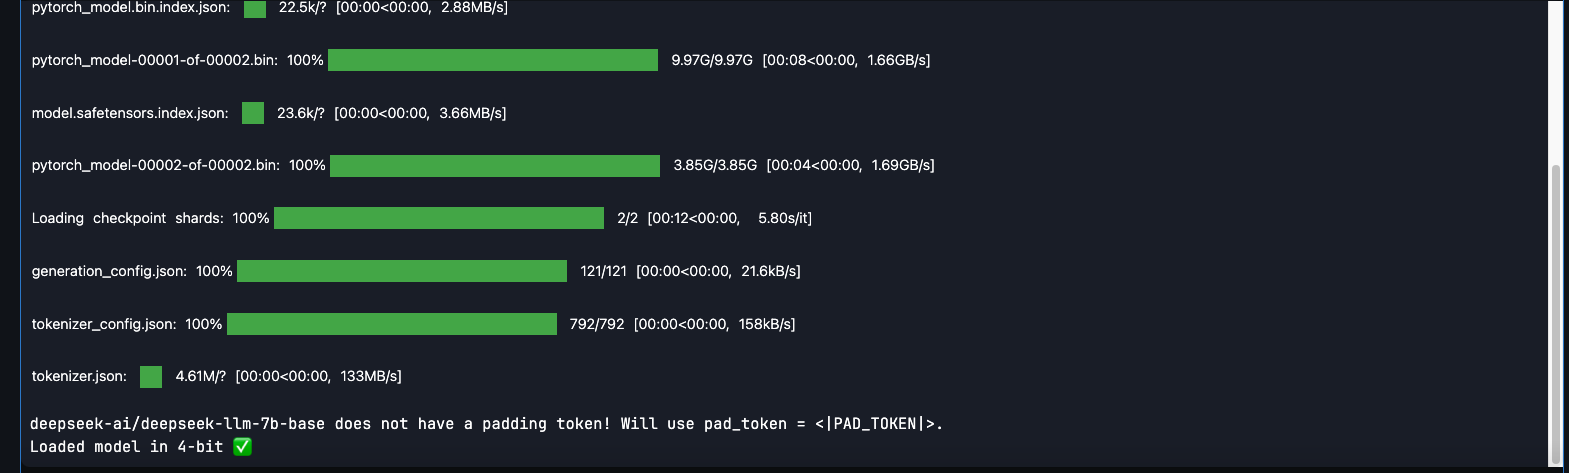 pytorch_model.bin.index.json: 22.5k/? [00:00<00:00, 2.88MB/s]
pytorch_model-00001-of-00002.bin: 100% 9.97G/9.97G [00:08<00:00, 1.66GB/s]
model.safetensors.index.json: 23.6k/? [00:00<00:00, 3.66MB/s]
pytorch_model-00002-of-00002.bin: 100% 3.85G/3.85G [00:04<00:00, 1.69GB/s]
Loading checkpoint shards: 100% 2/2 [00:12<00:00, 5.80s/it]
generation_config.json: 100% 121/121 [00:00<00:00, 21.6kB/s]
tokenizer_config.json: 100% 792/792 [00:00<00:00, 158kB/s]
tokenizer.json: 4.61M/? [00:00<00:00, 133MB/s]
deepseek-ai/deepseek-llm-7b-base does not have a padding token! Will use pad_token = <|PAD_TOKEN|>.
Loaded model in 4-bit ✅